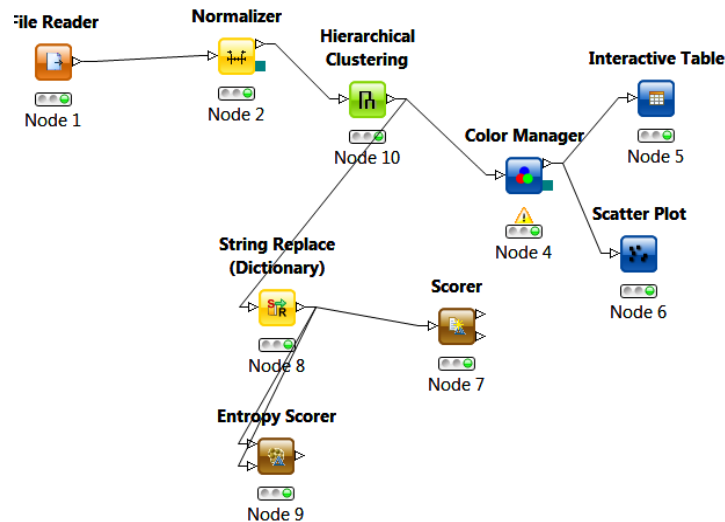 File Reader
Node 1
Normalizer
Node 2
Hierarchical
Clustering
Node 10
Color Manager
Node 4
Interactive Table
Node 5
Scatter Plot
Node 6
String Replace
(Dictionary)
S
R
Node 8
Scorer
Node 7
Entropy Scorer
Node 9